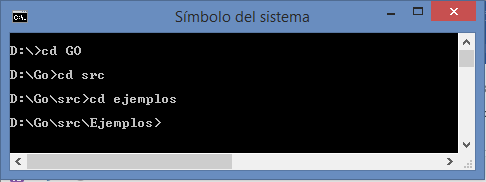 Símbolo del sistema
D:\>cd GO
D:\Go>cd src
D:\Go\src>cd ejemplos
D:\Go\src\Ejemplos>